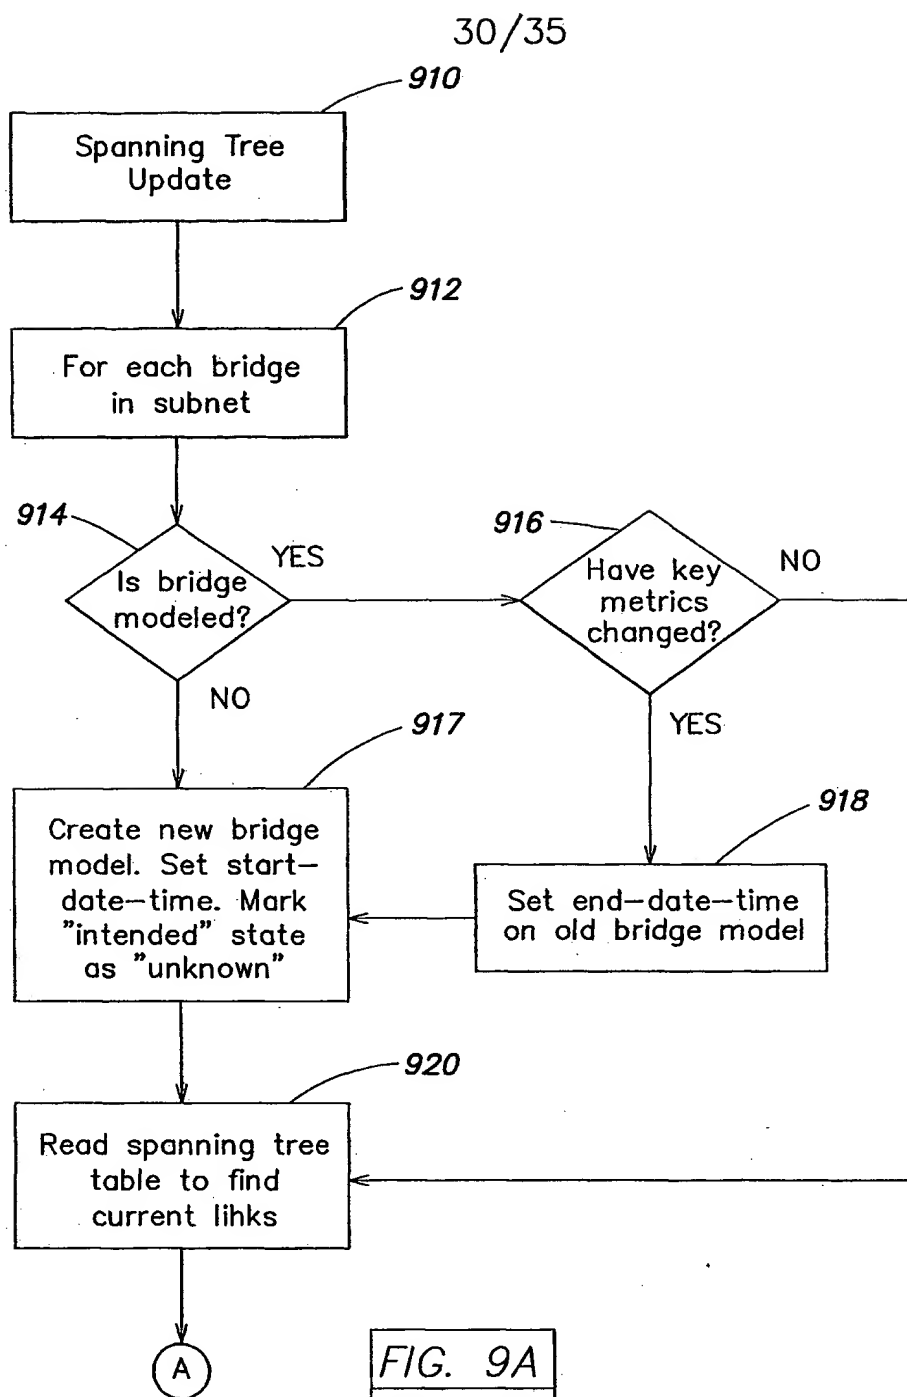 30/35
910
Spanning Tree
Update
912
For each bridge
in subnet
914
Is bridge
modeled?
YES
NO
916
Have key
metrics
changed?
NO
YES
917
Create new bridge
model. Set start–
date–time. Mark
"intended" state
as "unknown"
918
Set end–date–time
on old bridge model
920
Read spanning tree
table to find
current lihks
A
FIG. 9A